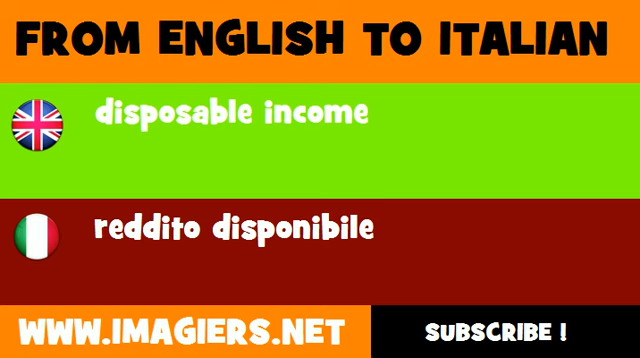 FROM ENGLISH TO ITALIAN
disposable income
reddito disponibile
WWW.IMAGIERS.NET
SUBSCRIBE !